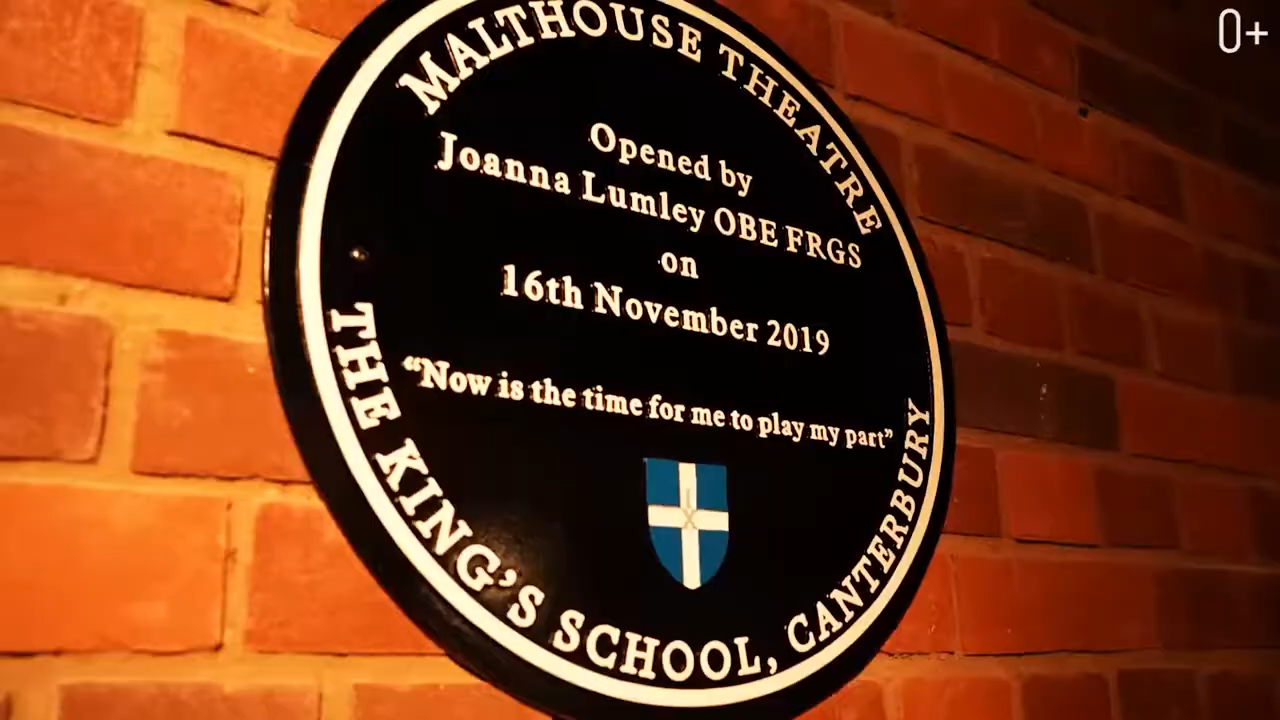 0+
MALTHOUSE THEATRE
Opened by
Joanna Lumley OBE FRGS
on
16th November 2019
“Now is the time for me to play my part”
I
X
THE KING'S SCHOOL, CANTERBURY